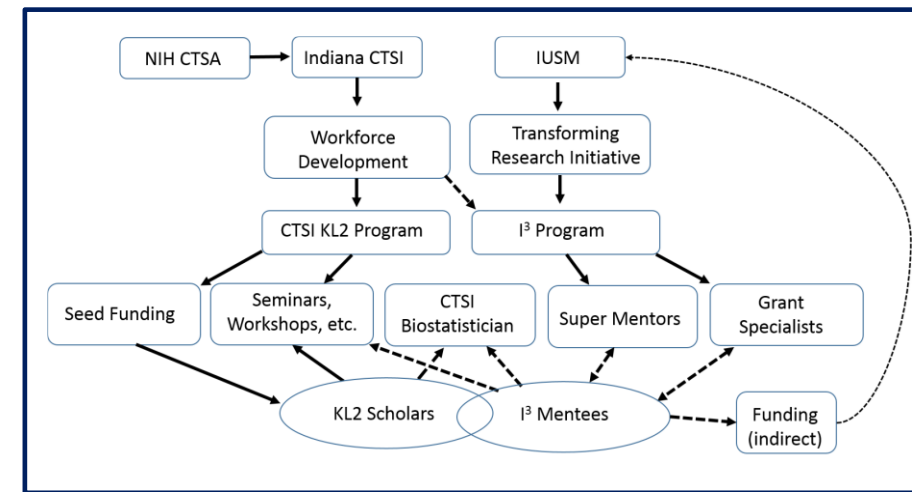 NIH CTSA
Indiana CTSI
IUSM
Workforce
Development
Transforming
Research Initiative
CTSI KL2 Program
I³ Program
Seed Funding
Seminars,
Workshops, etc.
CTSI
Biostatistician
Super Mentors
Grant
Specialists
KL2 Scholars
I³ Mentees
Funding
(indirect)